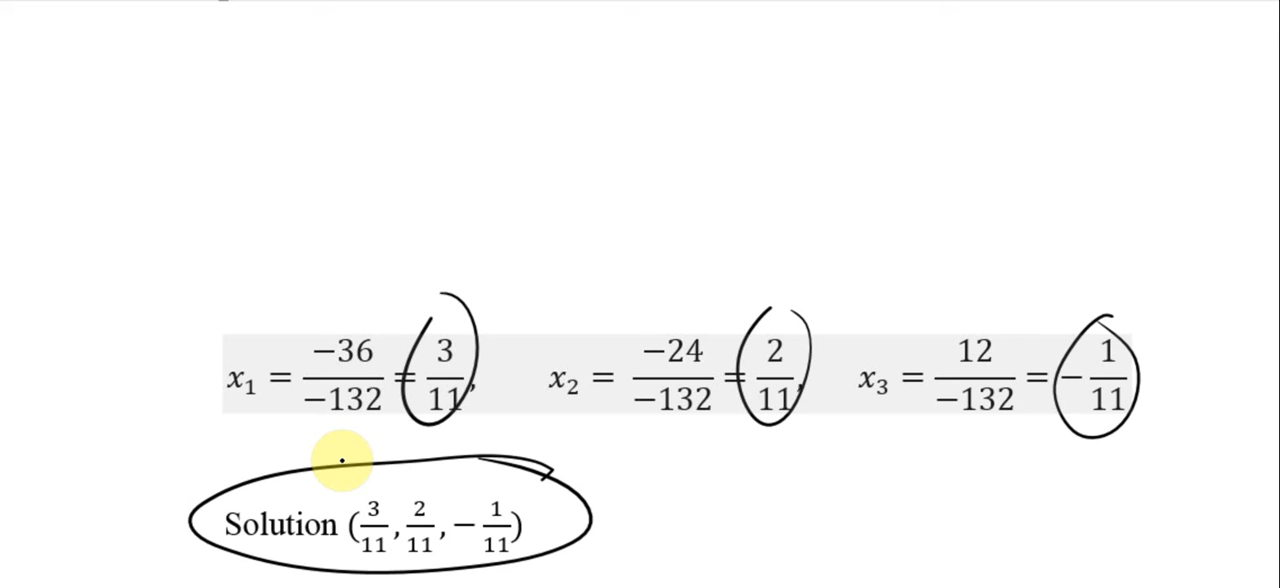 x₁ = −36/−132 = 3/11, x₂ = −24/−132 = 2/11, x₃ = 12/−132 = −1/11
Solution (3/11, 2/11, −1/11)